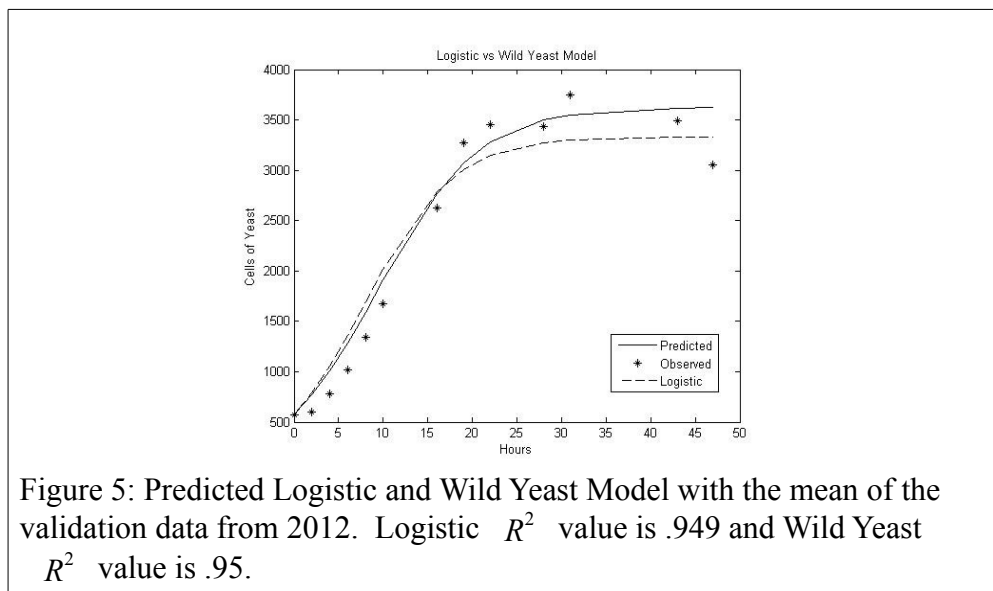 Logistic vs Wild Yeast Model
4000
3500
3000
2500
2000
1500
1000
500
Cells of Yeast
0 5 10 15 20 25 30 35 40 45 50
Hours
Predicted
Observed
Logistic
Figure 5: Predicted Logistic and Wild Yeast Model with the mean of the
validation data from 2012. Logistic R² value is .949 and Wild Yeast
R² value is .95.